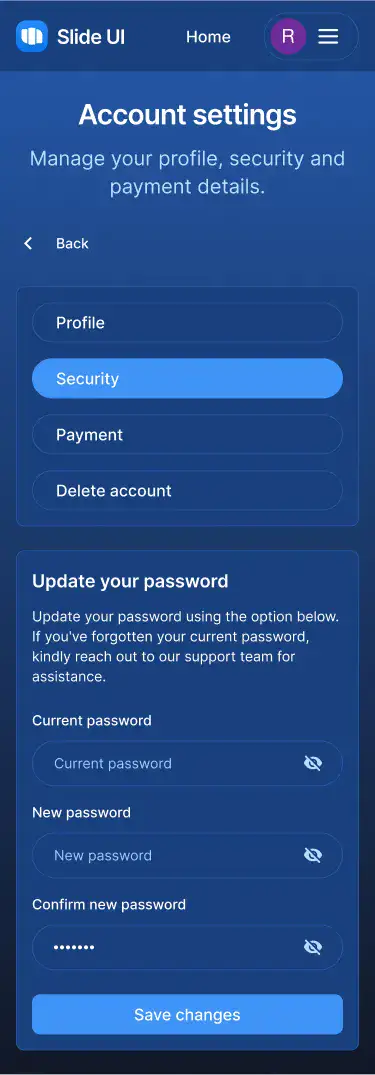 Slide UI
Home
R
Account settings
Manage your profile, security and
payment details.
Back
Profile
Security
Payment
Delete account
Update your password
Update your password using the option below.
If you've forgotten your current password,
kindly reach out to our support team for
assistance.
Current password
Current password
New password
New password
Confirm new password
•••••••
Save changes